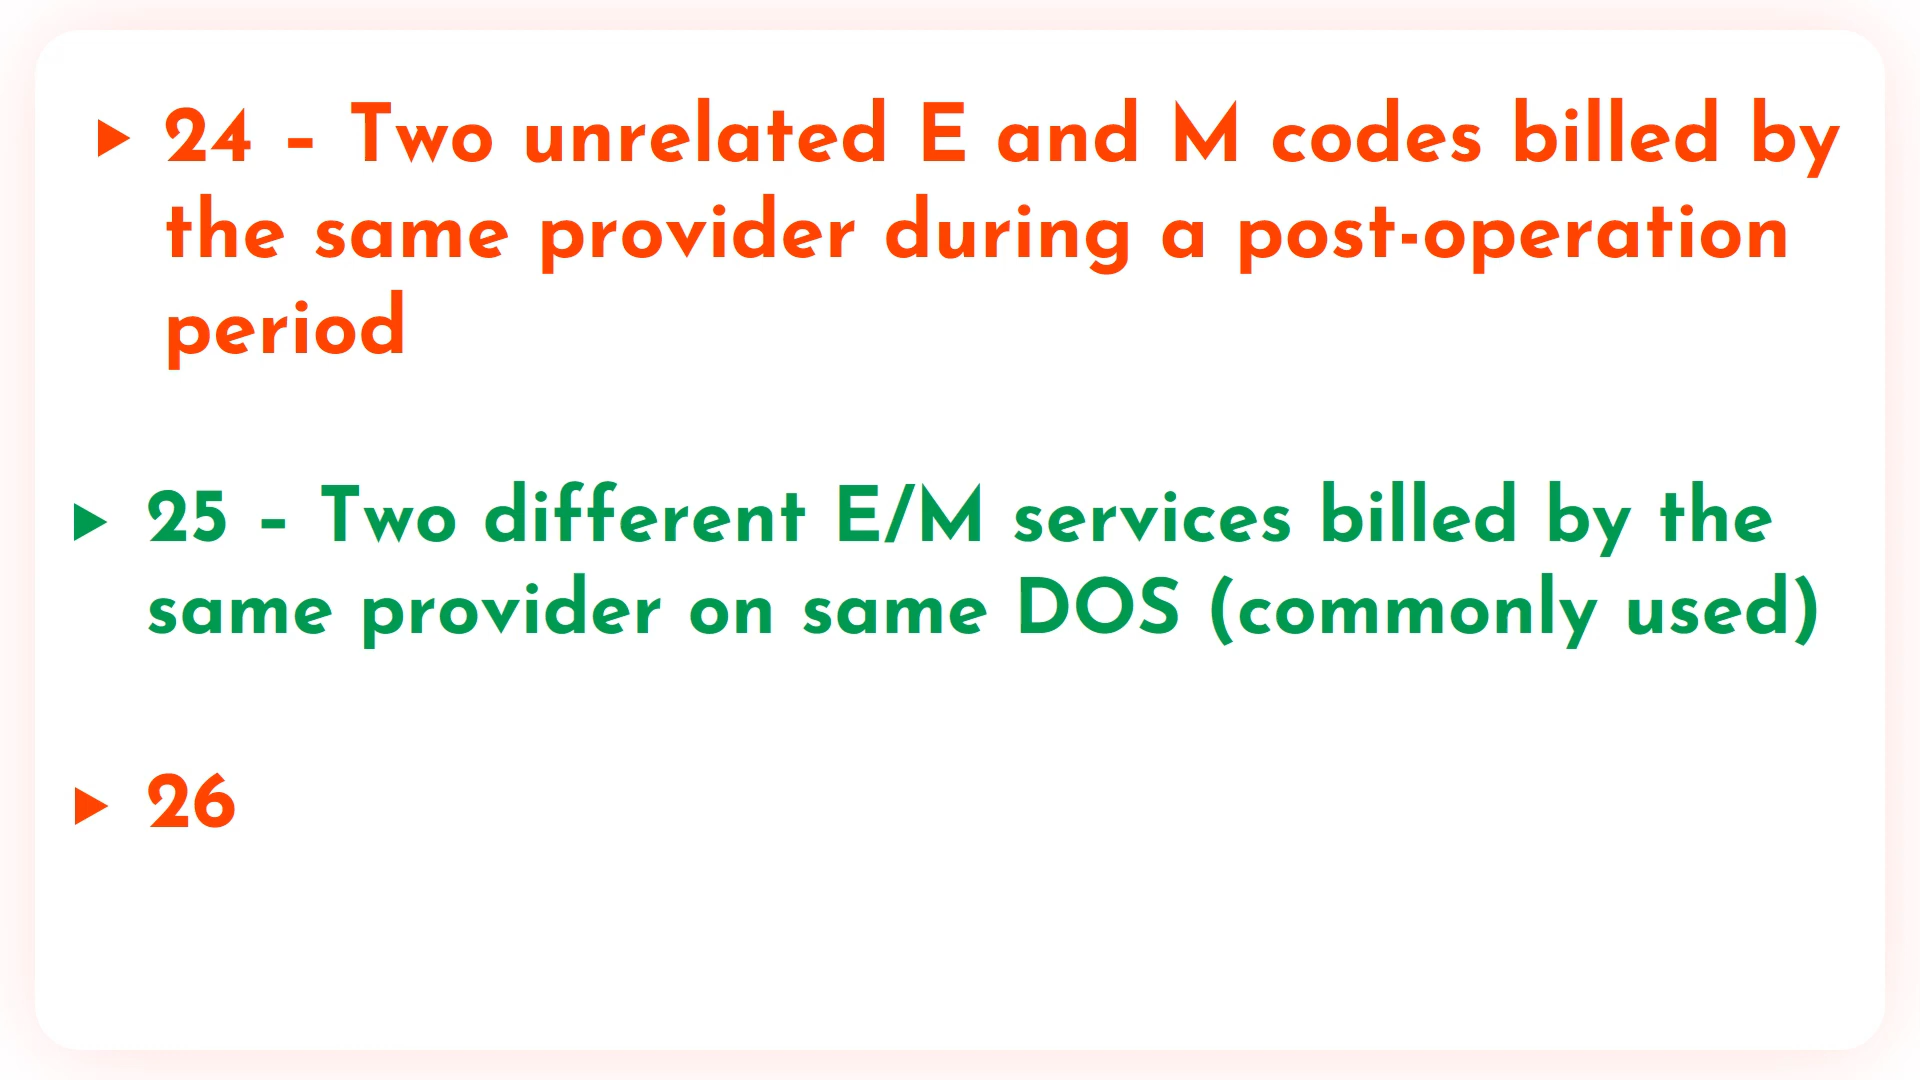 24 – Two unrelated E and M codes billed by
the same provider during a post-operation
period
25 – Two different E/M services billed by the
same provider on same DOS (commonly used)
26